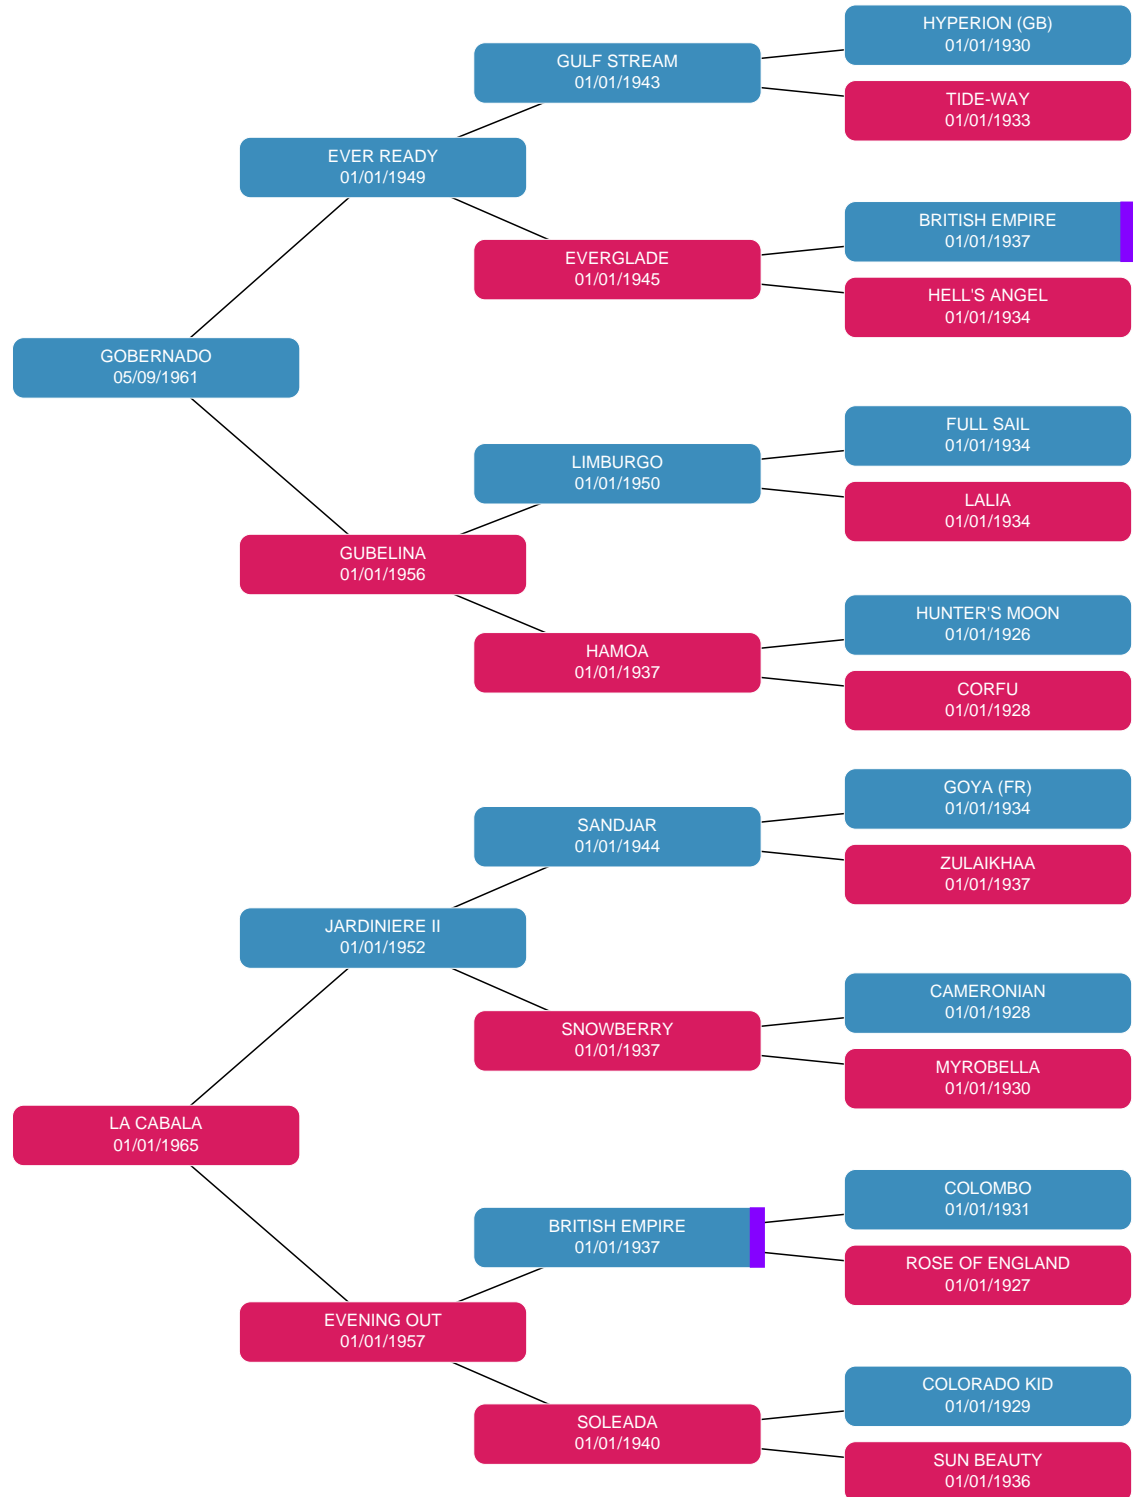 HYPERION (GB)
01/01/1930
GULF STREAM
01/01/1943
TIDE-WAY
01/01/1933
EVER READY
01/01/1949
BRITISH EMPIRE
01/01/1937
EVERGLADE
01/01/1945
HELL'S ANGEL
01/01/1934
GOBERNADO
05/09/1961
FULL SAIL
01/01/1934
LIMBURGO
01/01/1950
LALIA
01/01/1934
GUBELINA
01/01/1956
HUNTER'S MOON
01/01/1926
HAMOA
01/01/1937
CORFU
01/01/1928
GOYA (FR)
01/01/1934
SANDJAR
01/01/1944
ZULAIKHAA
01/01/1937
JARDINIERE II
01/01/1952
CAMERONIAN
01/01/1928
SNOWBERRY
01/01/1937
MYROBELLA
01/01/1930
LA CABALA
01/01/1965
COLOMBO
01/01/1931
BRITISH EMPIRE
01/01/1937
ROSE OF ENGLAND
01/01/1927
EVENING OUT
01/01/1957
COLORADO KID
01/01/1929
SOLEADA
01/01/1940
SUN BEAUTY
01/01/1936